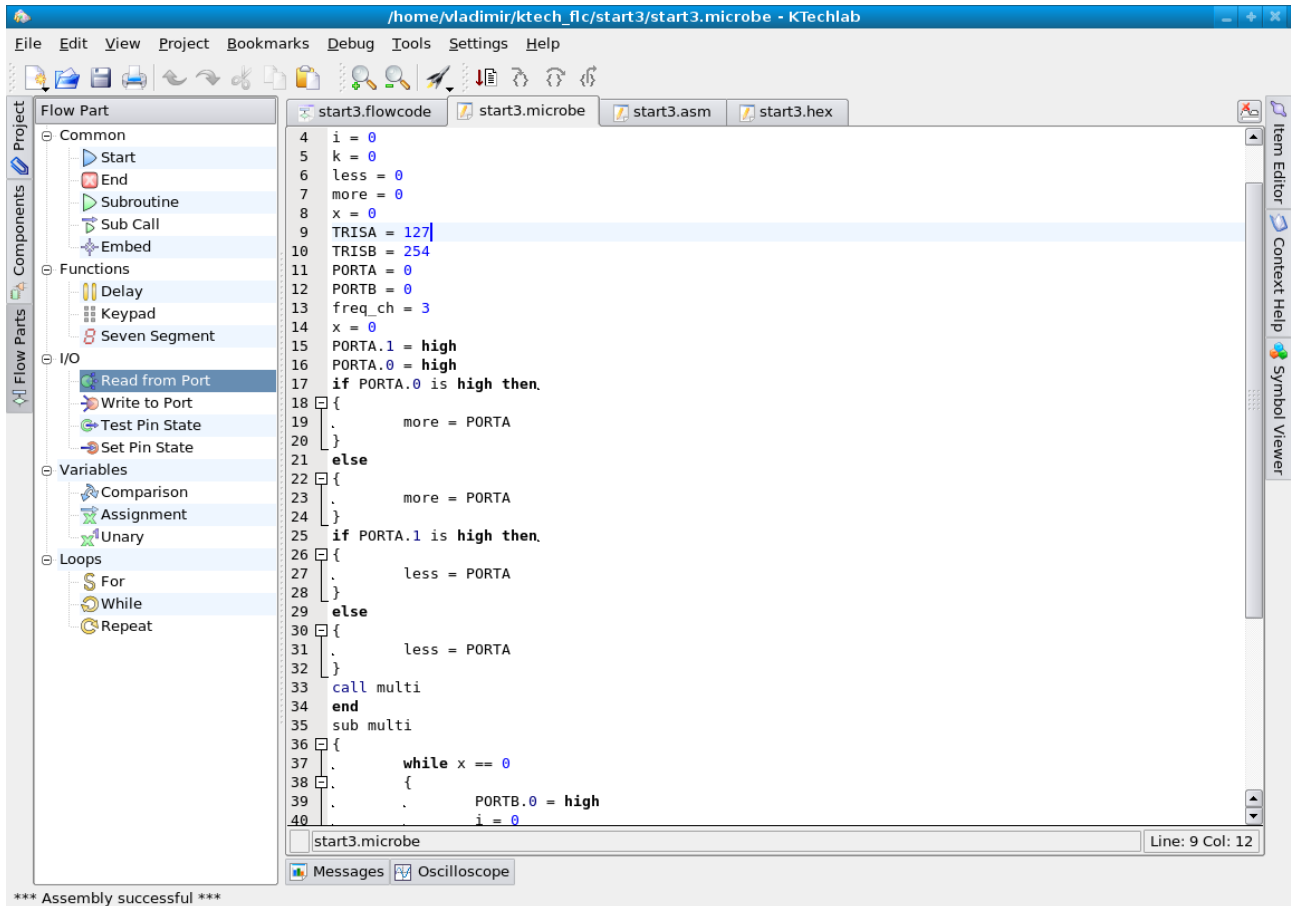 /home/vladimir/ktech_flc/start3/start3.microbe - KTechlab
File Edit View Project Bookmarks Debug Tools Settings Help
Project
Components
Flow Parts
Flow Part
Common
Start
End
Subroutine
Sub Call
Embed
Functions
Delay
Keypad
Seven Segment
I/O
Read from Port
Write to Port
Test Pin State
Set Pin State
Variables
Comparison
Assignment
Unary
Loops
For
While
Repeat
start3.flowcode start3.microbe start3.asm start3.hex
4 i = 0
5 k = 0
6 less = 0
7 more = 0
8 x = 0
9 TRISA = 127
10 TRISB = 254
11 PORTA = 0
12 PORTB = 0
13 freq_ch = 3
14 x = 0
15 PORTA.1 = high
16 PORTA.0 = high
17 if PORTA.0 is high then
18 {
19 more = PORTA
20 }
21 else
22 {
23 more = PORTA
24 }
25 if PORTA.1 is high then
26 {
27 less = PORTA
28 }
29 else
30 {
31 less = PORTA
32 }
33 call multi
34 end
35 sub multi
36 {
37 while x == 0
38 {
39 PORTB.0 = high
40 i = 0
Item Editor
Context Help
Symbol Viewer
start3.microbe Line: 9 Col: 12
Messages Oscilloscope
*** Assembly successful ***